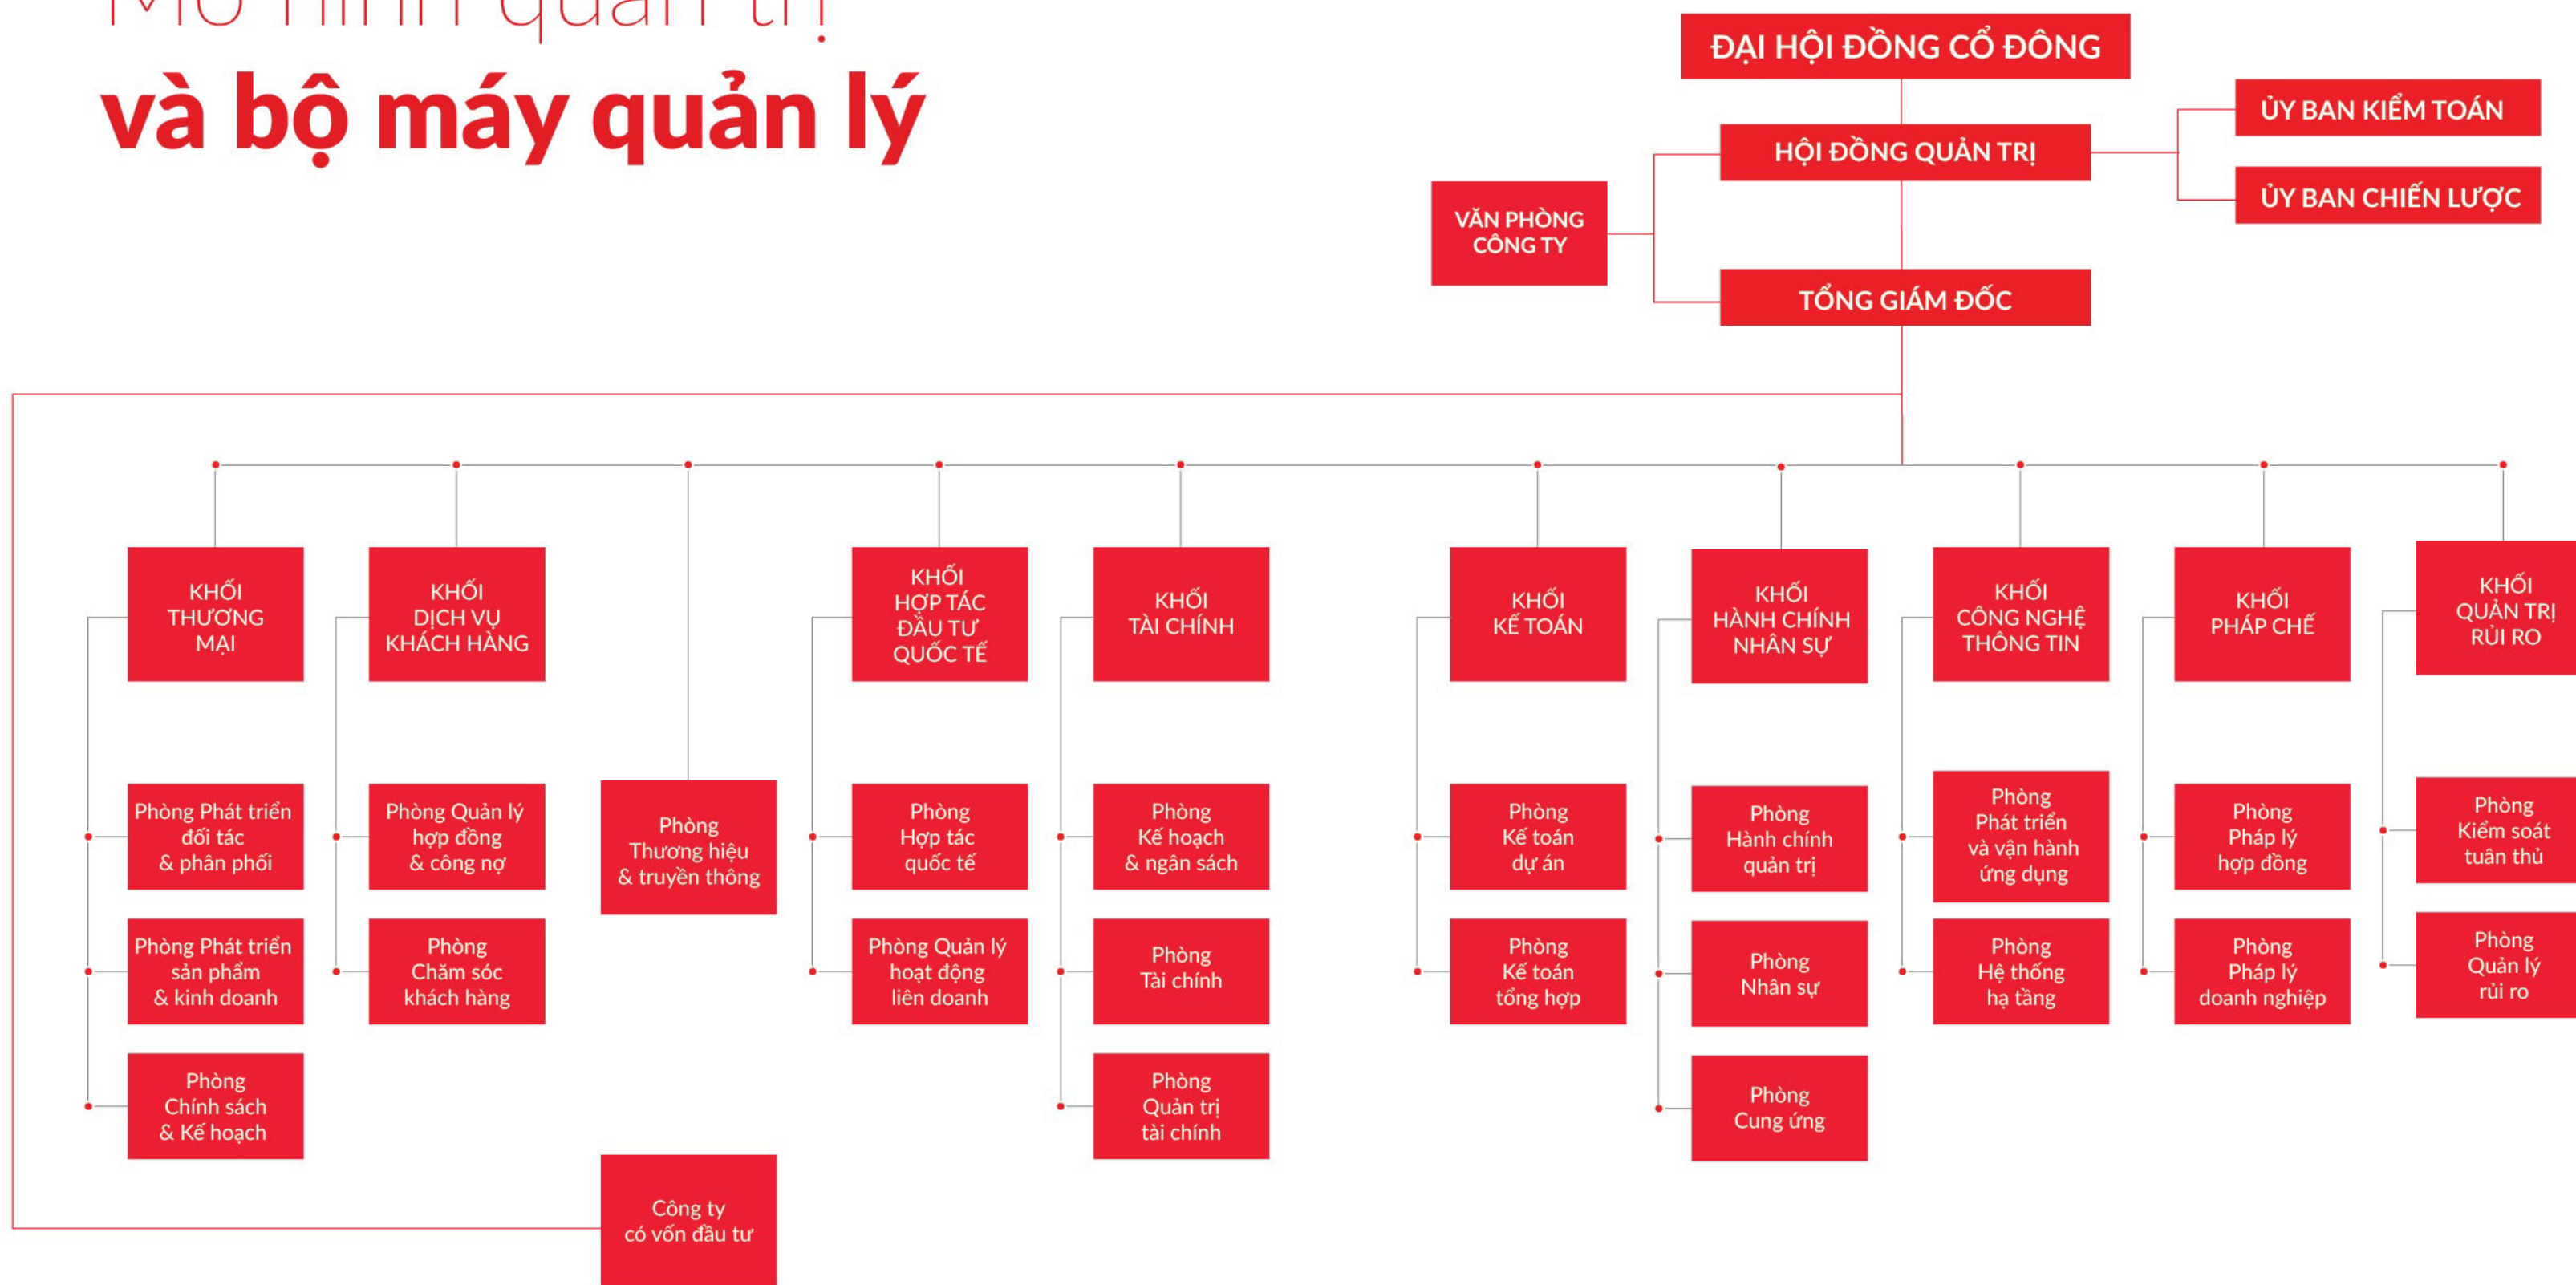 Mô hình quản trị
và bộ máy quản lý
ĐẠI HỘI ĐỒNG CỔ ĐÔNG
HỘI ĐỒNG QUẢN TRỊ
ỦY BAN KIỂM TOÁN
ỦY BAN CHIẾN LƯỢC
VĂN PHÒNG
CÔNG TY
TỔNG GIÁM ĐỐC
KHỐI
THƯƠNG
MẠI
KHỐI
DỊCH VỤ
KHÁCH HÀNG
KHỐI
HỢP TÁC
ĐẦU TƯ
QUỐC TẾ
KHỐI
TÀI CHÍNH
KHỐI
KẾ TOÁN
KHỐI
HÀNH CHÍNH
NHÂN SỰ
KHỐI
CÔNG NGHỆ
THÔNG TIN
KHỐI
PHÁP CHẾ
KHỐI
QUẢN TRỊ
RỦI RO
Phòng Phát triển
đối tác
& phân phối
Phòng Quản lý
hợp đồng
& công nợ
Phòng
Thương hiệu
& truyền thông
Phòng
Hợp tác
quốc tế
Phòng
Kế hoạch
& ngân sách
Phòng
Kế toán
dự án
Phòng
Hành chính
quản trị
Phòng
Phát triển
và vận hành
ứng dụng
Phòng
Pháp lý
hợp đồng
Phòng
Kiểm soát
tuân thủ
Phòng Phát triển
sản phẩm
& kinh doanh
Phòng
Chăm sóc
khách hàng
Phòng Quản lý
hoạt động
liên doanh
Phòng
Tài chính
Phòng
Kế toán
tổng hợp
Phòng
Nhân sự
Phòng
Hệ thống
hạ tầng
Phòng
Pháp lý
doanh nghiệp
Phòng
Quản lý
rủi ro
Phòng
Chính sách
& Kế hoạch
Phòng
Quản trị
tài chính
Phòng
Cung ứng
Công ty
có vốn đầu tư